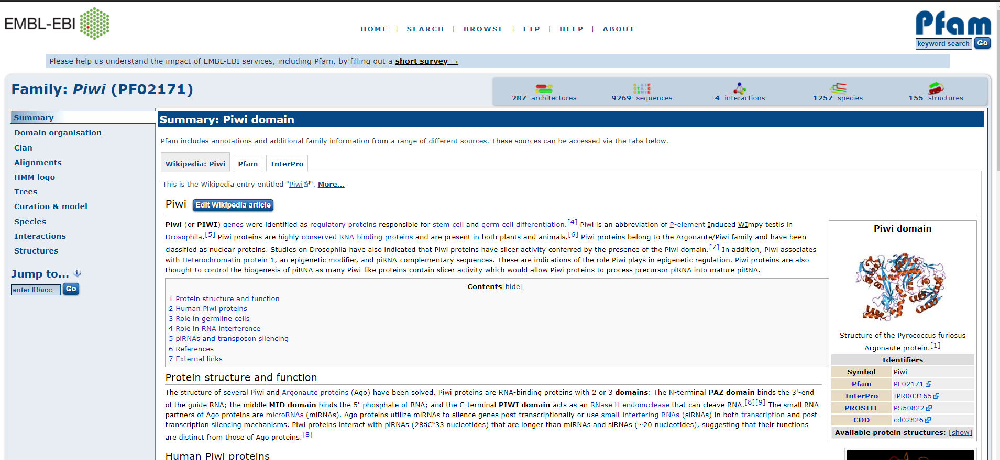 EMBL-EBI
HOME | SEARCH | BROWSE | FTP | HELP | ABOUT
Pfam
keyword search Go
Please help us understand the impact of EMBL-EBI services, including Pfam, by filling out a short survey →
Family: Piwi (PF02171)
287 architectures
9269 sequences
4 interactions
1257 species
155 structures
Summary
Domain organisation
Clan
Alignments
HMM logo
Trees
Curation & model
Species
Interactions
Structures
Jump to...
enter ID/acc Go
Summary: Piwi domain
Pfam includes annotations and additional family information from a range of different sources. These sources can be accessed via the tabs below.
Wikipedia: Piwi
Pfam
InterPro
This is the Wikipedia entry entitled "Piwi". More...
Piwi Edit Wikipedia article
Piwi (or PIWI) genes were identified as regulatory proteins responsible for stem cell and germ cell differentiation.[4] Piwi is an abbreviation of P-element Induced WImpy testis in
Drosophila.[5] Piwi proteins are highly conserved RNA-binding proteins and are present in both plants and animals.[6] Piwi proteins belong to the Argonaute/Piwi family and have been
classified as nuclear proteins. Studies on Drosophila have also indicated that Piwi proteins have slicer activity conferred by the presence of the Piwi domain.[7] In addition, Piwi associates
with Heterochromatin protein 1, an epigenetic modifier, and piRNA-complementary sequences. These are indications of the role Piwi plays in epigenetic regulation. Piwi proteins are also
thought to control the biogenesis of piRNA as many Piwi-like proteins contain slicer activity which would allow Piwi proteins to process precursor piRNA into mature piRNA.
Contents[hide]
1 Protein structure and function
2 Human Piwi proteins
3 Role in germline cells
4 Role in RNA interference
5 piRNAs and transposon silencing
6 References
7 External links
Protein structure and function
The structure of several Piwi and Argonaute proteins (Ago) have been solved. Piwi proteins are RNA-binding proteins with 2 or 3 domains: The N-terminal PAZ domain binds the 3'-end
of the guide RNA; the middle MID domain binds the 5'-phosphate of RNA; and the C-terminal PIWI domain acts as an RNase H endonuclease that can cleave RNA.[8][9] The small RNA
partners of Ago proteins are microRNAs (miRNAs). Ago proteins utilize miRNAs to silence genes post-transcriptionally or use small-interfering RNAs (siRNAs) in both transcription and post-
transcription silencing mechanisms. Piwi proteins interact with piRNAs (28â€“33 nucleotides) that are longer than miRNAs and siRNAs (~20 nucleotides), suggesting that their functions
are distinct from those of Ago proteins.[8]
Human Piwi proteins
Piwi domain
Structure of the Pyrococcus furiosus
Argonaute protein.[1]
Identifiers
Symbol Piwi
Pfam PF02171
InterPro IPR003165
PROSITE PS50822
CDD cd02826
Available protein structures: [show]